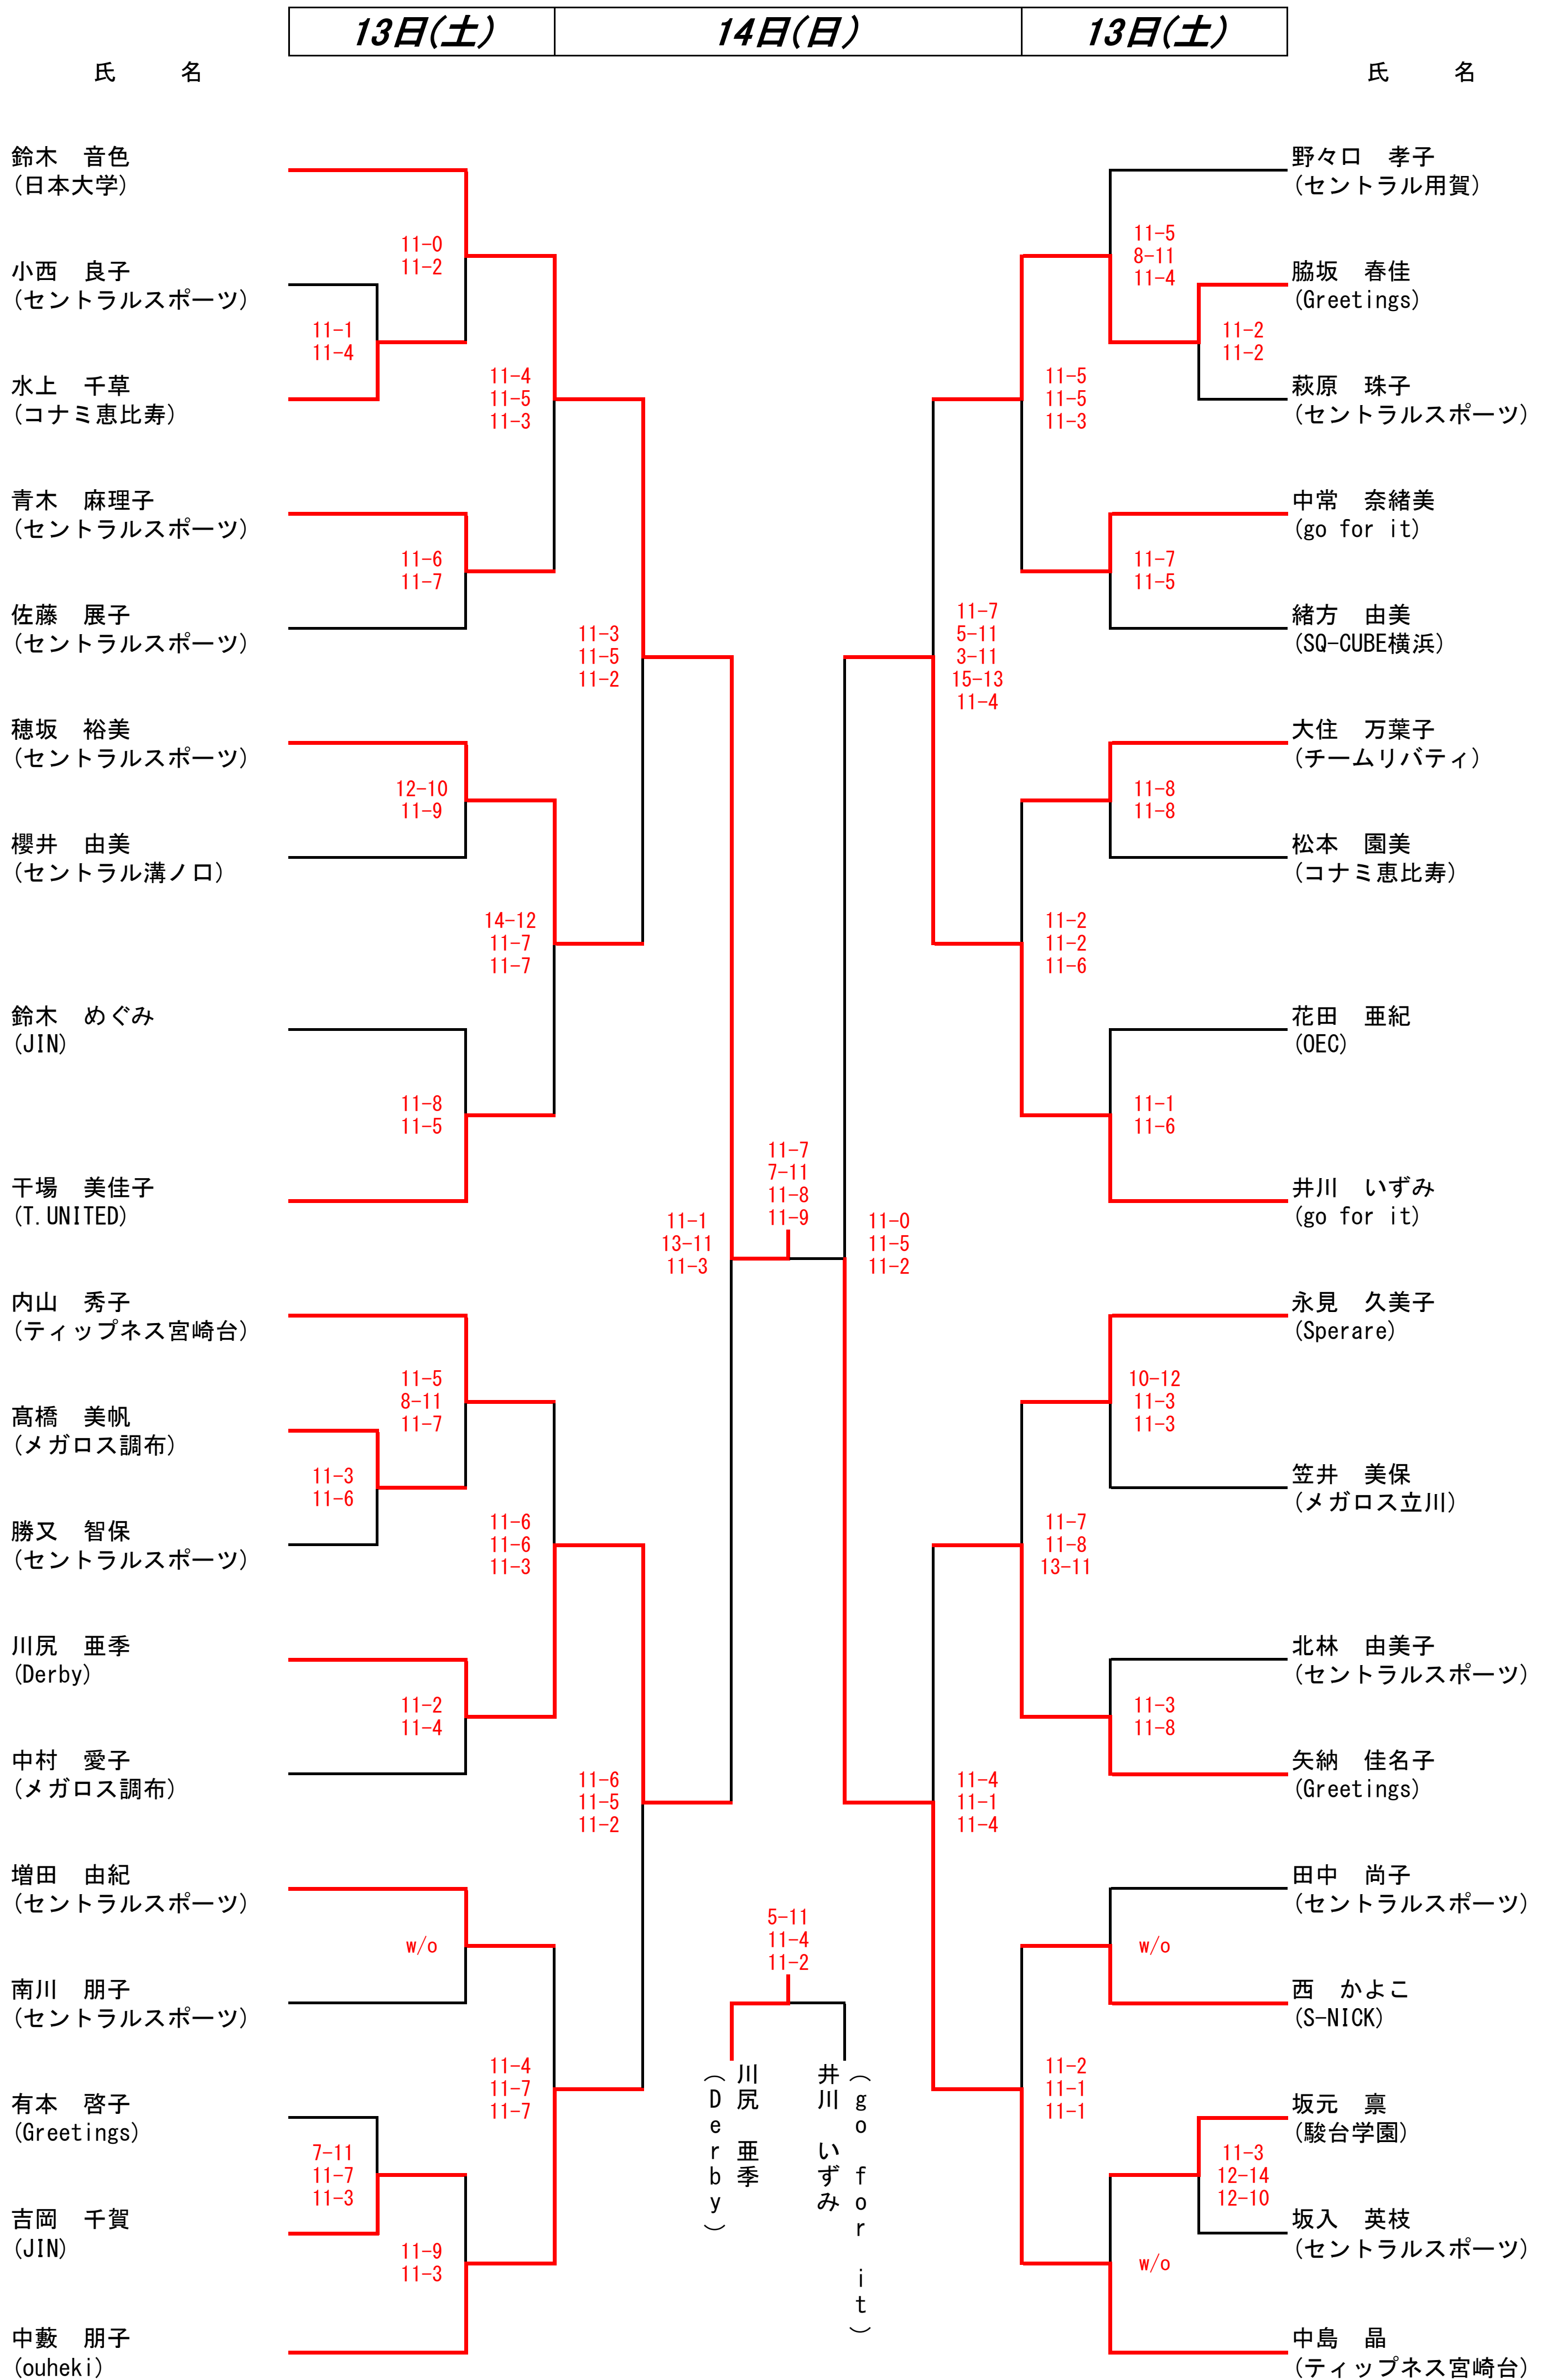 13日(土)
14日(日)
13日(土)
氏　　名
氏　　名
鈴木　音色
(日本大学)
11-0
11-2
小西　良子
(セントラルスポーツ)
11-1
11-4
水上　千草
(コナミ恵比寿)
11-4
11-5
11-3
青木　麻理子
(セントラルスポーツ)
11-6
11-7
佐藤　展子
(セントラルスポーツ)
11-3
11-5
11-2
穂坂　裕美
(セントラルスポーツ)
12-10
11-9
櫻井　由美
(セントラル溝ノ口)
14-12
11-7
11-7
鈴木　めぐみ
(JIN)
11-8
11-5
干場　美佳子
(T.UNITED)
11-1
13-11
11-3
内山　秀子
(ティップネス宮崎台)
11-5
8-11
11-7
髙橋　美帆
(メガロス調布)
11-3
11-6
勝又　智保
(セントラルスポーツ)
11-6
11-6
11-3
川尻　亜季
(Derby)
11-2
11-4
中村　愛子
(メガロス調布)
11-6
11-5
11-2
増田　由紀
(セントラルスポーツ)
w/o
南川　朋子
(セントラルスポーツ)
11-4
11-7
11-7
有本　啓子
(Greetings)
7-11
11-7
11-3
吉岡　千賀
(JIN)
11-9
11-3
中藪　朋子
(ouheki)
11-7
7-11
11-8
11-9
5-11
11-4
11-2
川尻　亜季
(Derby)
井川　いずみ
(go for it)
野々口　孝子
(セントラル用賀)
11-5
8-11
11-4
脇坂　春佳
(Greetings)
11-2
11-2
萩原　珠子
(セントラルスポーツ)
11-5
11-5
11-3
中常　奈緒美
(go for it)
11-7
11-5
緒方　由美
(SQ-CUBE横浜)
11-7
5-11
3-11
15-13
11-4
大住　万葉子
(チームリバティ)
11-8
11-8
松本　園美
(コナミ恵比寿)
11-2
11-2
11-6
花田　亜紀
(OEC)
11-1
11-6
井川　いずみ
(go for it)
11-0
11-5
11-2
永見　久美子
(Sperare)
10-12
11-3
11-3
笠井　美保
(メガロス立川)
11-7
11-8
13-11
北林　由美子
(セントラルスポーツ)
11-3
11-8
矢納　佳名子
(Greetings)
11-4
11-1
11-4
田中　尚子
(セントラルスポーツ)
w/o
西　かよこ
(S-NICK)
11-2
11-1
11-1
坂元　禀
(駿台学園)
11-3
12-14
12-10
坂入　英枝
(セントラルスポーツ)
w/o
中島　晶
(ティップネス宮崎台)